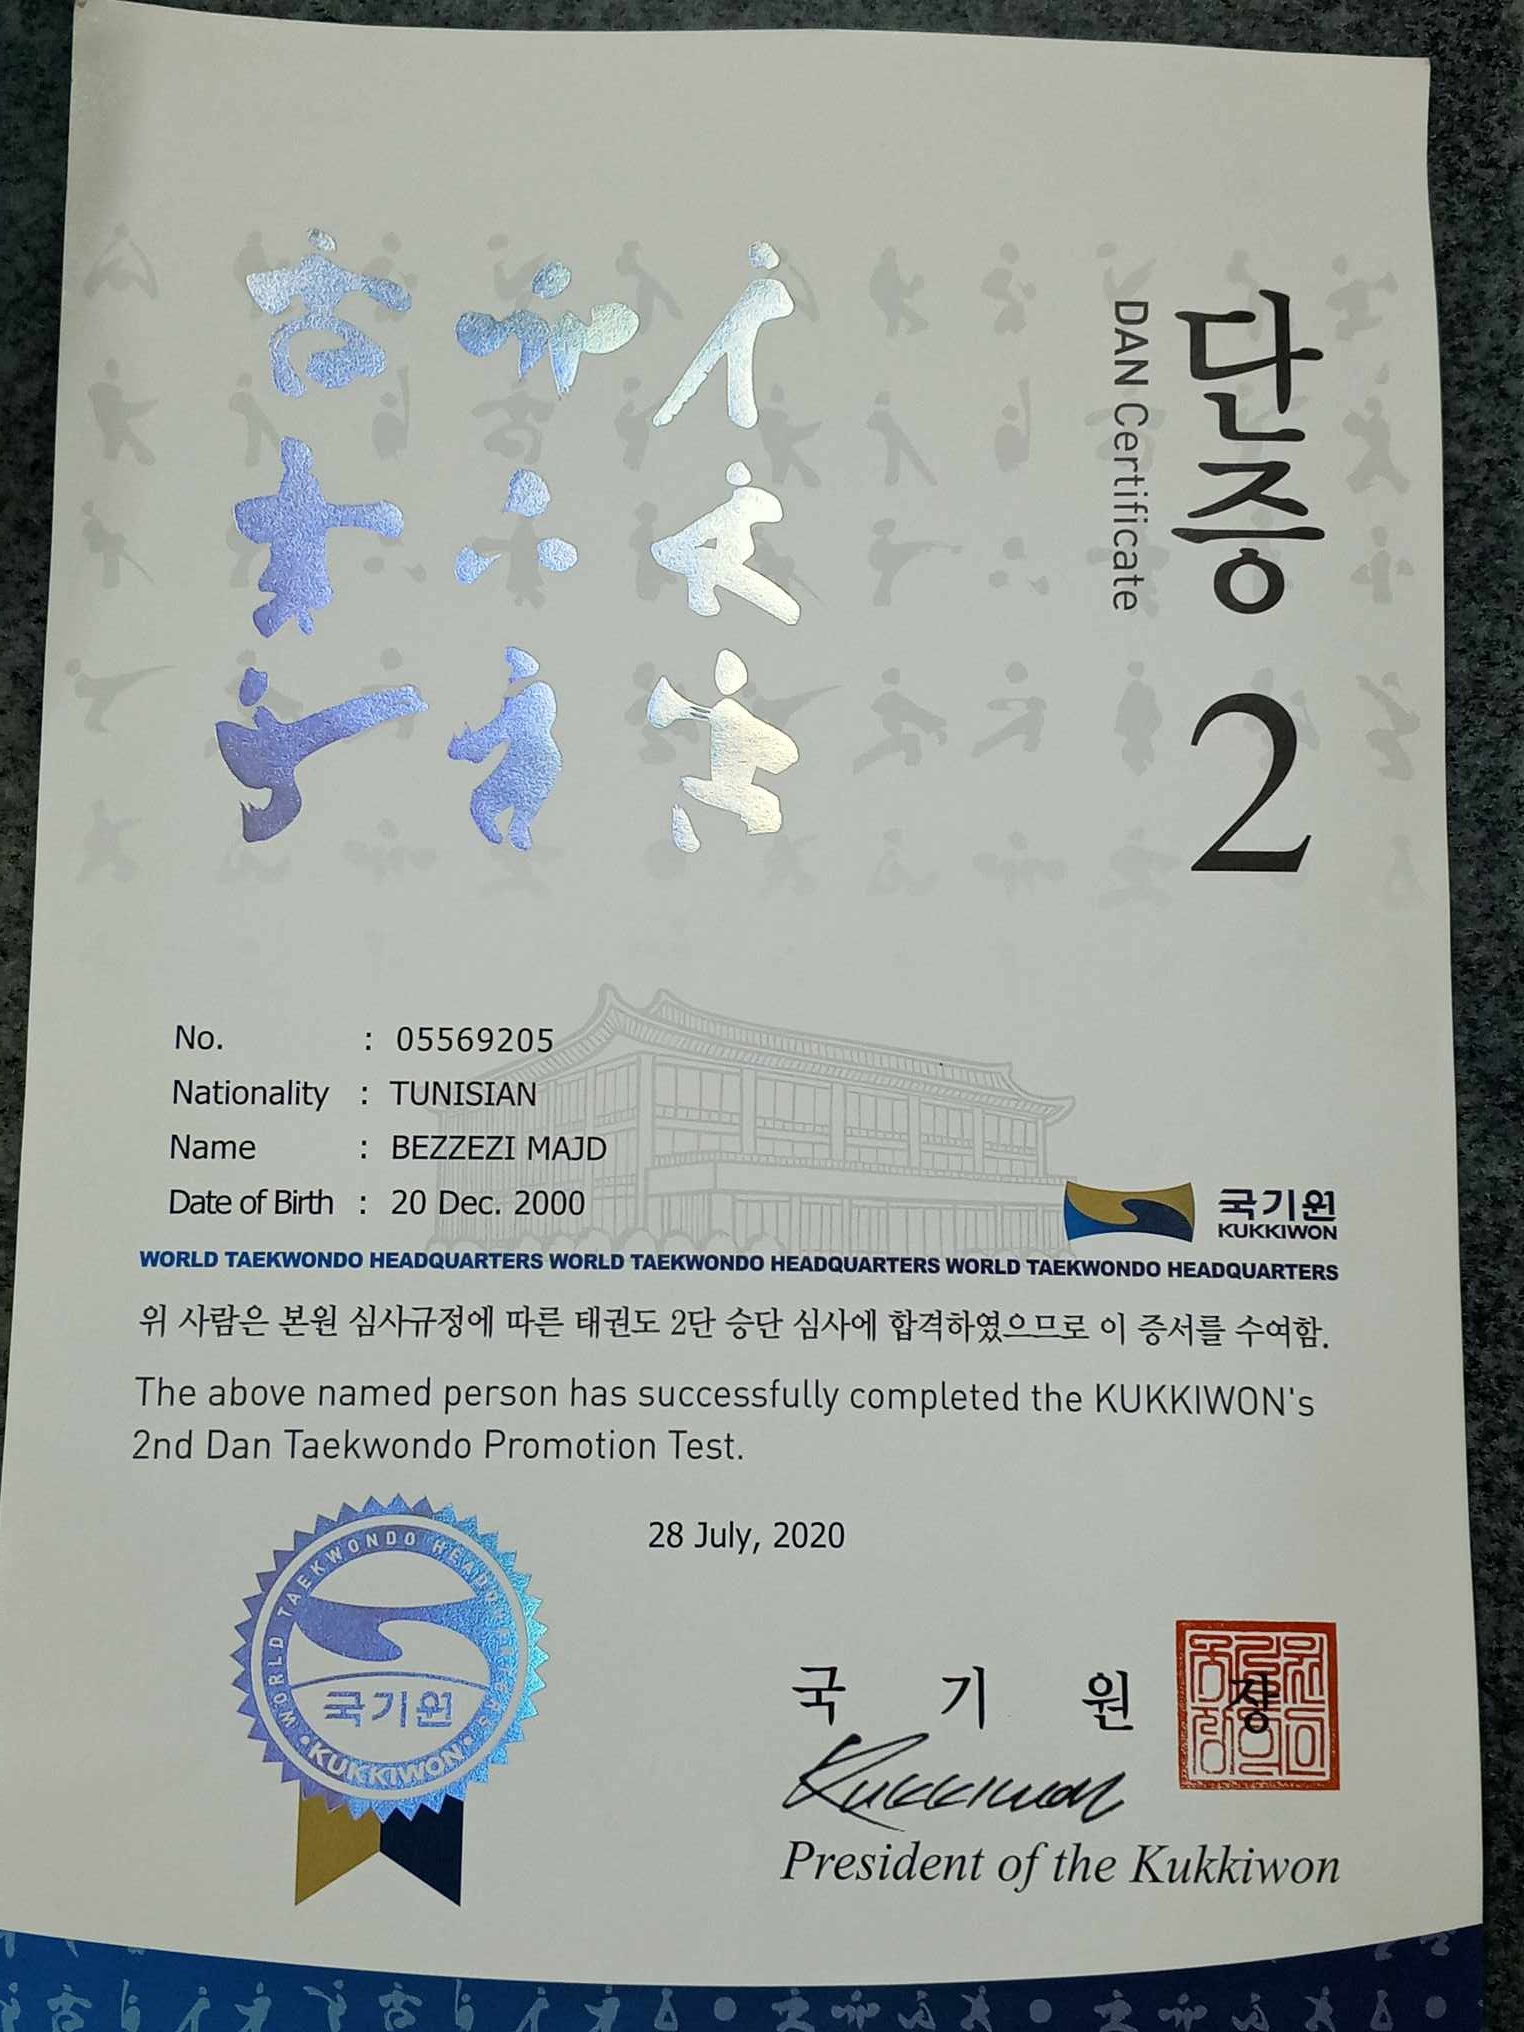 단증 2
DAN Certificate
No. : 05569205
Nationality : TUNISIAN
Name : BEZZEZI MAJD
Date of Birth : 20 Dec. 2000
국기원
KUKKIWON
WORLD TAEKWONDO HEADQUARTERS WORLD TAEKWONDO HEADQUARTERS WORLD TAEKWONDO HEADQUARTERS
위 사람은 본원 심사규정에 따른 태권도 2단 승단 심사에 합격하였으므로 이 증서를 수여함.
The above named person has successfully completed the KUKKIWON's
2nd Dan Taekwondo Promotion Test.
28 July, 2020
WORLD TAEKWONDO HEADQUARTERS
국기원
KUKKIWON
국 기 원 장
Kukkiwon
President of the Kukkiwon